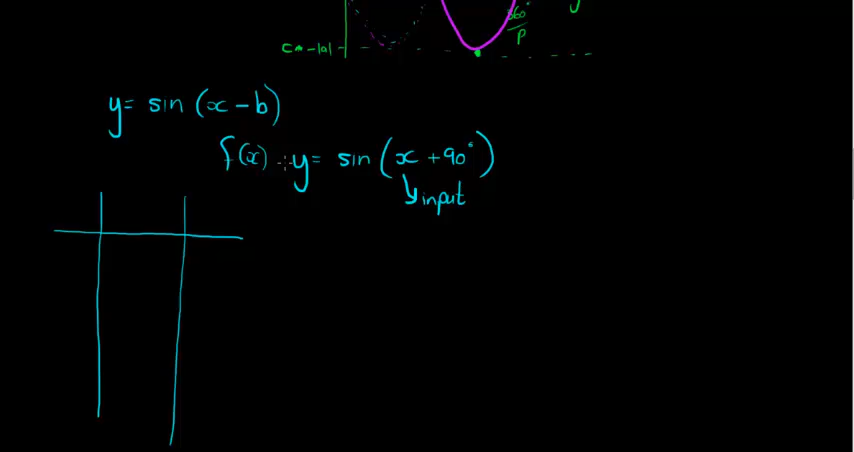 360°
P
y
c - |a|
y = sin (x - b)
f(x) : y = sin (x + 90°)
input